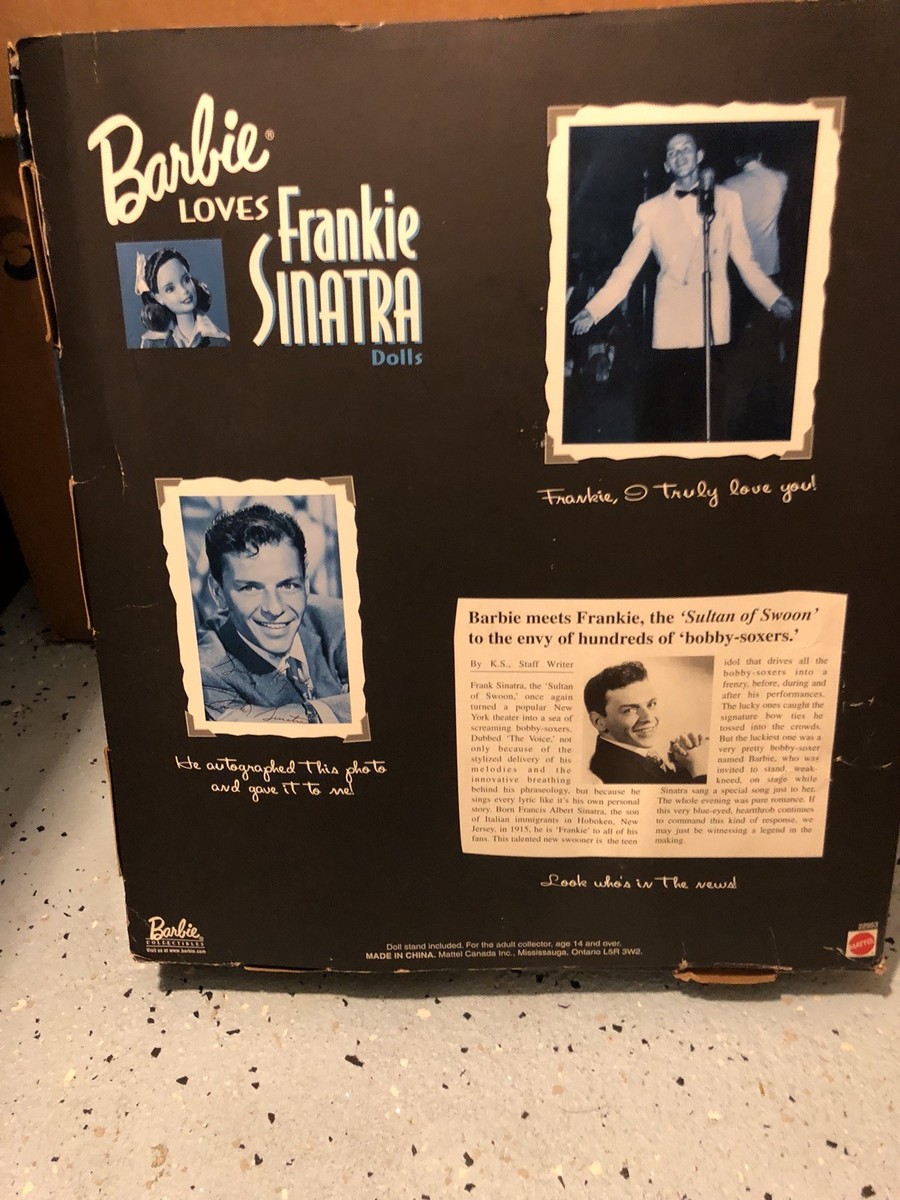 Barbie®
LOVES
Frankie
SINATRA
Dolls
Frankie, I truly love you!
He autographed this photo
and gave it to me!
Barbie meets Frankie, the ‘Sultan of Swoon’
to the envy of hundreds of ‘bobby-soxers.’
By K.S., Staff Writer
Frank Sinatra, the ‘Sultan
of Swoon,’ once again
turned a popular New
York theater into a sea of
screaming bobby-soxers.
Dubbed ‘The Voice,’ not
only because of the
stylized delivery of his
melodies and the
innovative breathing
behind his phraseology, but because he
sings every lyric like it’s his own personal
story. Born Francis Albert Sinatra, the son
of Italian immigrants in Hoboken, New
Jersey, in 1915, he is ‘Frankie’ to all of his
fans. This talented new swooner is the teen
idol that drives all the
bobby-soxers into a
frenzy, before, during and
after his performances.
The lucky ones caught the
signature bow ties he
tossed into the crowds.
But the luckiest one was a
very pretty bobby-soxer
named Barbie, who was
invited to stand, weak-
kneed, on stage while
Sinatra sang a special song just to her.
The whole evening was pure romance. If
this very blue-eyed, heartthrob continues
to command this kind of response, we
may just be witnessing a legend in the
making.
Look who's in the news!
Barbie
COLLECTIBLES
Visit us at www.barbie.com
Doll stand included. For the adult collector, age 14 and over.
MADE IN CHINA. Mattel Canada Inc., Mississauga, Ontario L5R 3W2.
22953
MATTEL